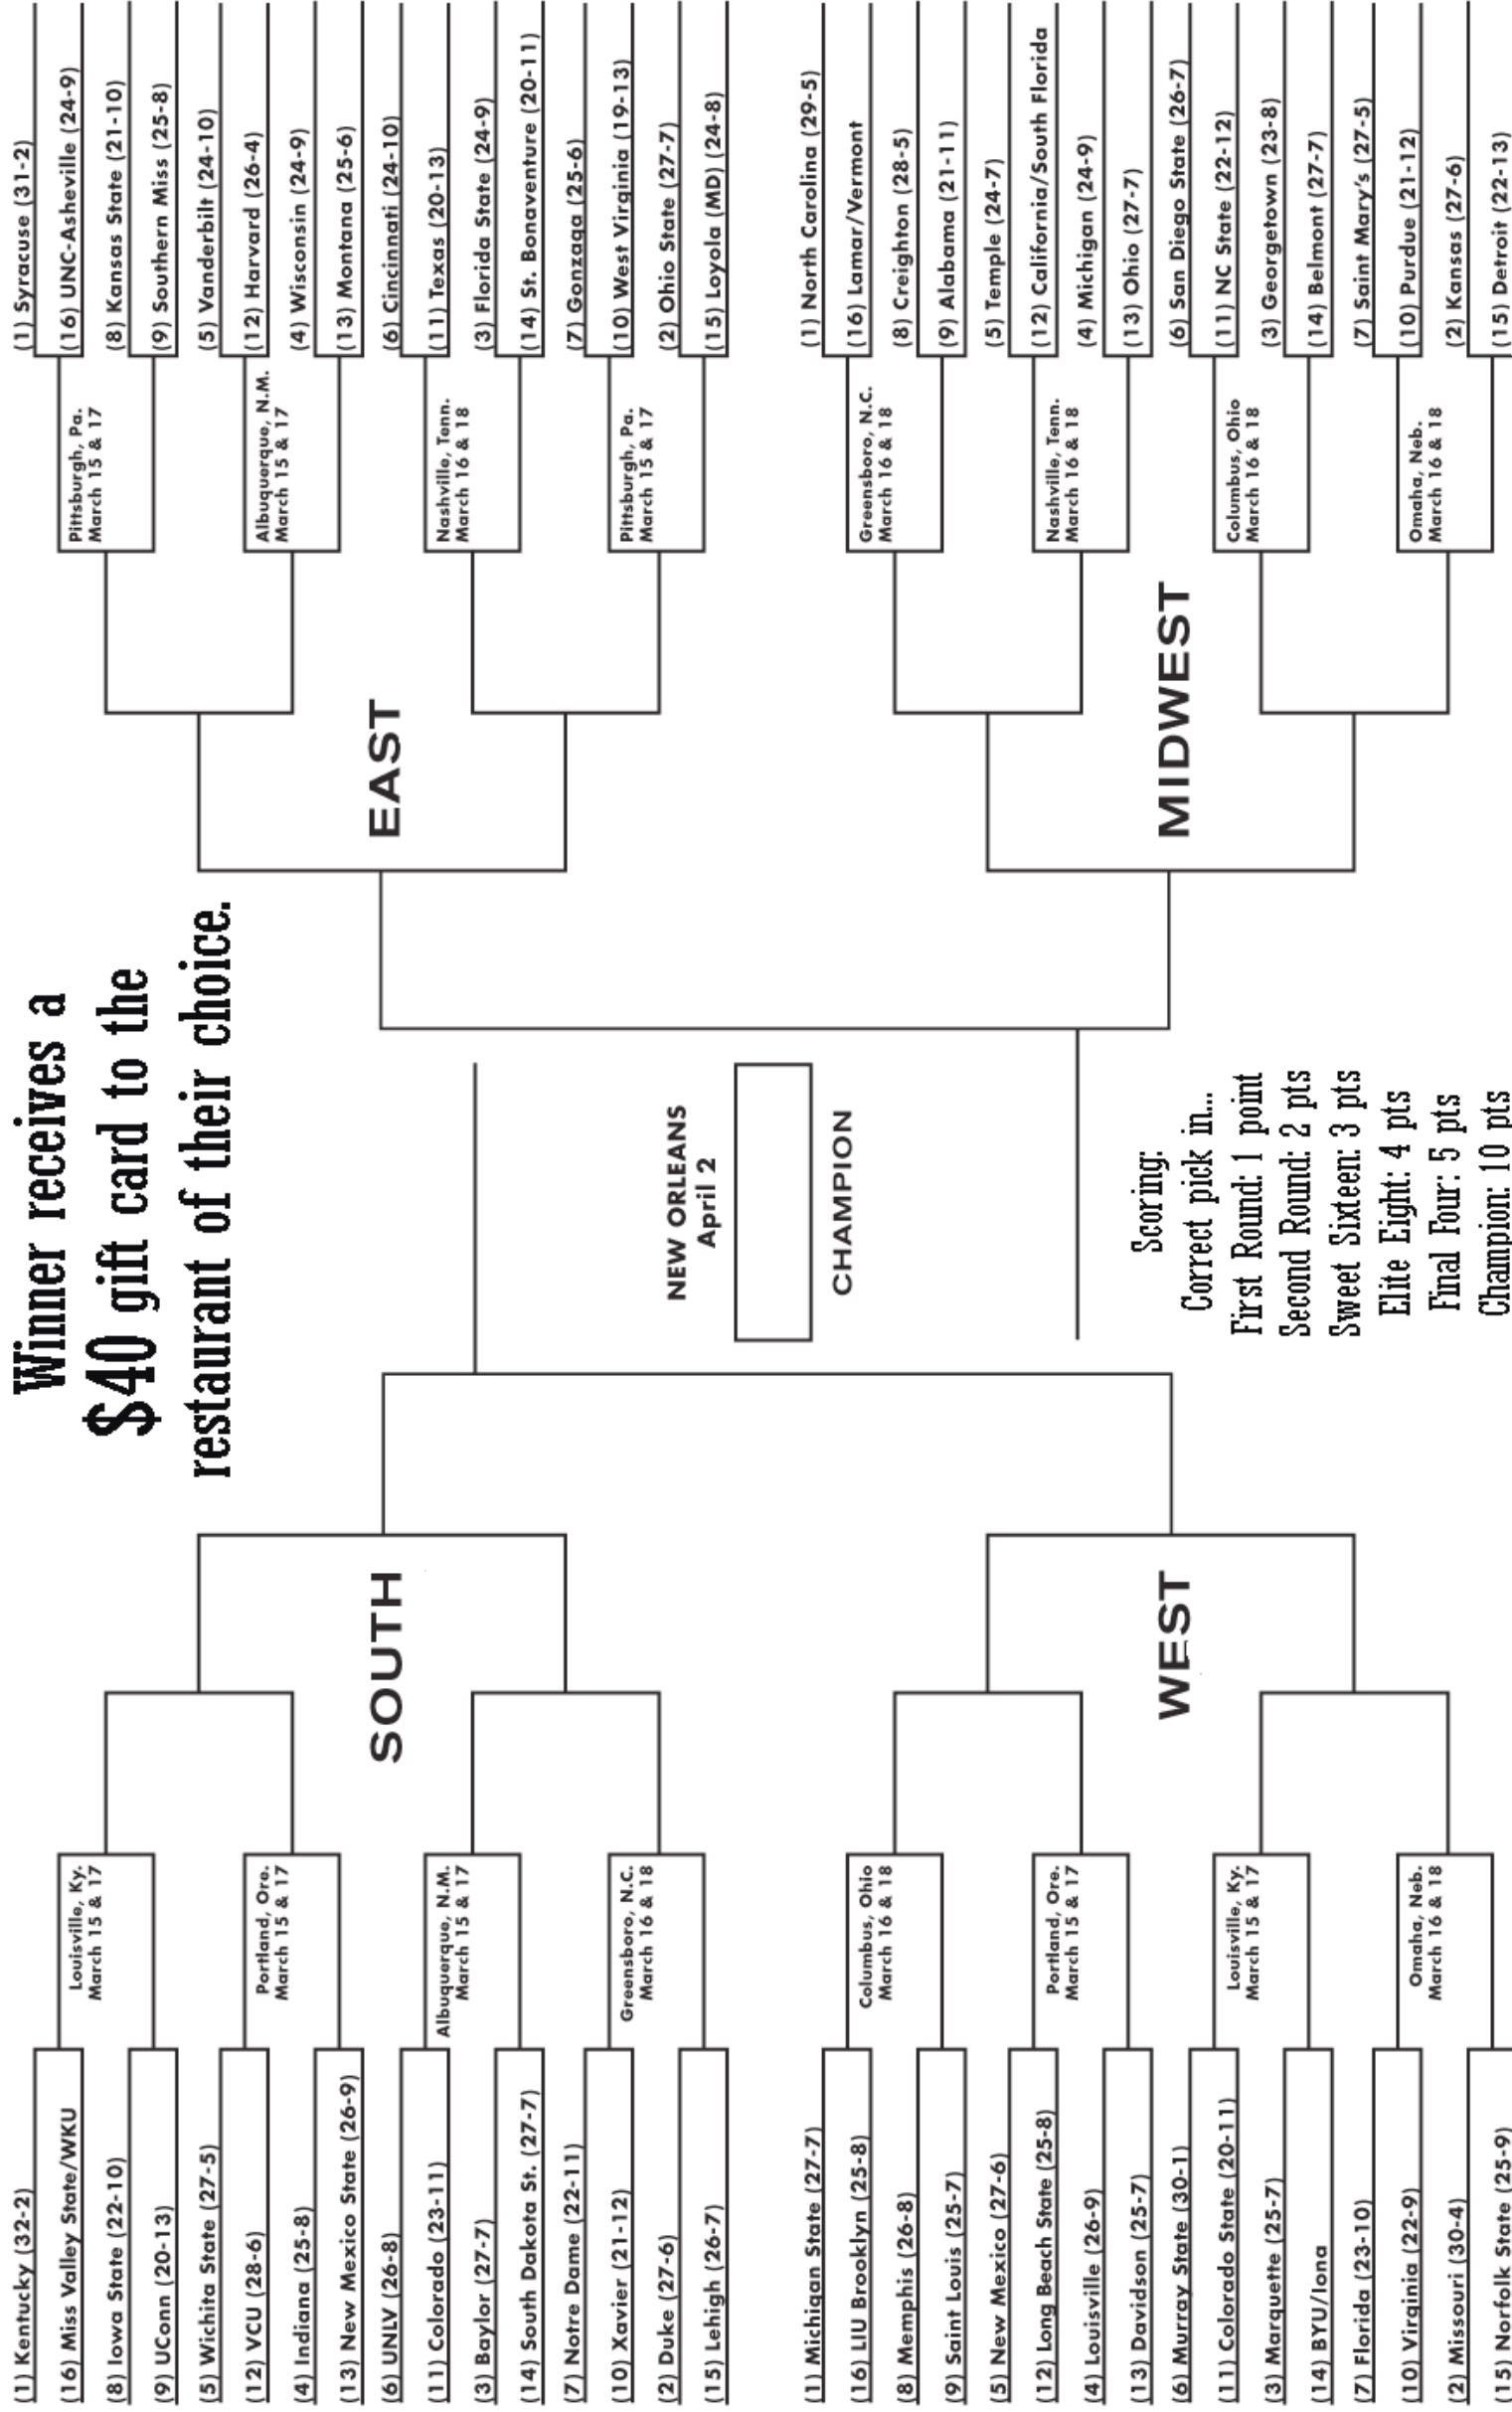 Winner receives a
$40 gift card to the
restaurant of their choice.
(1) Kentucky (32-2)
(16) Miss Valley State/WKU
(8) Iowa State (22-10)
(9) UConn (20-13)
(5) Wichita State (27-5)
(12) VCU (28-6)
(4) Indiana (25-8)
(13) New Mexico State (26-9)
(6) UNLV (26-8)
(11) Colorado (23-11)
(3) Baylor (27-7)
(14) South Dakota St. (27-7)
(7) Notre Dame (22-11)
(10) Xavier (21-12)
(2) Duke (27-6)
(15) Lehigh (26-7)
Louisville, Ky.
March 15 & 17
Portland, Ore.
March 15 & 17
Albuquerque, N.M.
March 15 & 17
Greensboro, N.C.
March 16 & 18
SOUTH
(1) Michigan State (27-7)
(16) LIU Brooklyn (25-8)
(8) Memphis (26-8)
(9) Saint Louis (25-7)
(5) New Mexico (27-6)
(12) Long Beach State (25-8)
(4) Louisville (26-9)
(13) Davidson (25-7)
(6) Murray State (30-1)
(11) Colorado State (20-11)
(3) Marquette (25-7)
(14) BYU/Iona
(7) Florida (23-10)
(10) Virginia (22-9)
(2) Missouri (30-4)
(15) Norfolk State (25-9)
Columbus, Ohio
March 16 & 18
Portland, Ore.
March 15 & 17
Louisville, Ky.
March 15 & 17
Omaha, Neb.
March 16 & 18
WEST
NEW ORLEANS
April 2
CHAMPION
Scoring:
Correct pick in...
First Round: 1 point
Second Round: 2 pts
Sweet Sixteen: 3 pts
Elite Eight: 4 pts
Final Four: 5 pts
Champion: 10 pts
EAST
Pittsburgh, Pa.
March 15 & 17
Albuquerque, N.M.
March 15 & 17
Nashville, Tenn.
March 16 & 18
Pittsburgh, Pa.
March 15 & 17
(1) Syracuse (31-2)
(16) UNC-Asheville (24-9)
(8) Kansas State (21-10)
(9) Southern Miss (25-8)
(5) Vanderbilt (24-10)
(12) Harvard (26-4)
(4) Wisconsin (24-9)
(13) Montana (25-6)
(6) Cincinnati (24-10)
(11) Texas (20-13)
(3) Florida State (24-9)
(14) St. Bonaventure (20-11)
(7) Gonzaga (25-6)
(10) West Virginia (19-13)
(2) Ohio State (27-7)
(15) Loyola (MD) (24-8)
MIDWEST
Greensboro, N.C.
March 16 & 18
Nashville, Tenn.
March 16 & 18
Columbus, Ohio
March 16 & 18
Omaha, Neb.
March 16 & 18
(1) North Carolina (29-5)
(16) Lamar/Vermont
(8) Creighton (28-5)
(9) Alabama (21-11)
(5) Temple (24-7)
(12) California/South Florida
(4) Michigan (24-9)
(13) Ohio (27-7)
(6) San Diego State (26-7)
(11) NC State (22-12)
(3) Georgetown (23-8)
(14) Belmont (27-7)
(7) Saint Mary's (27-5)
(10) Purdue (21-12)
(2) Kansas (27-6)
(15) Detroit (22-13)